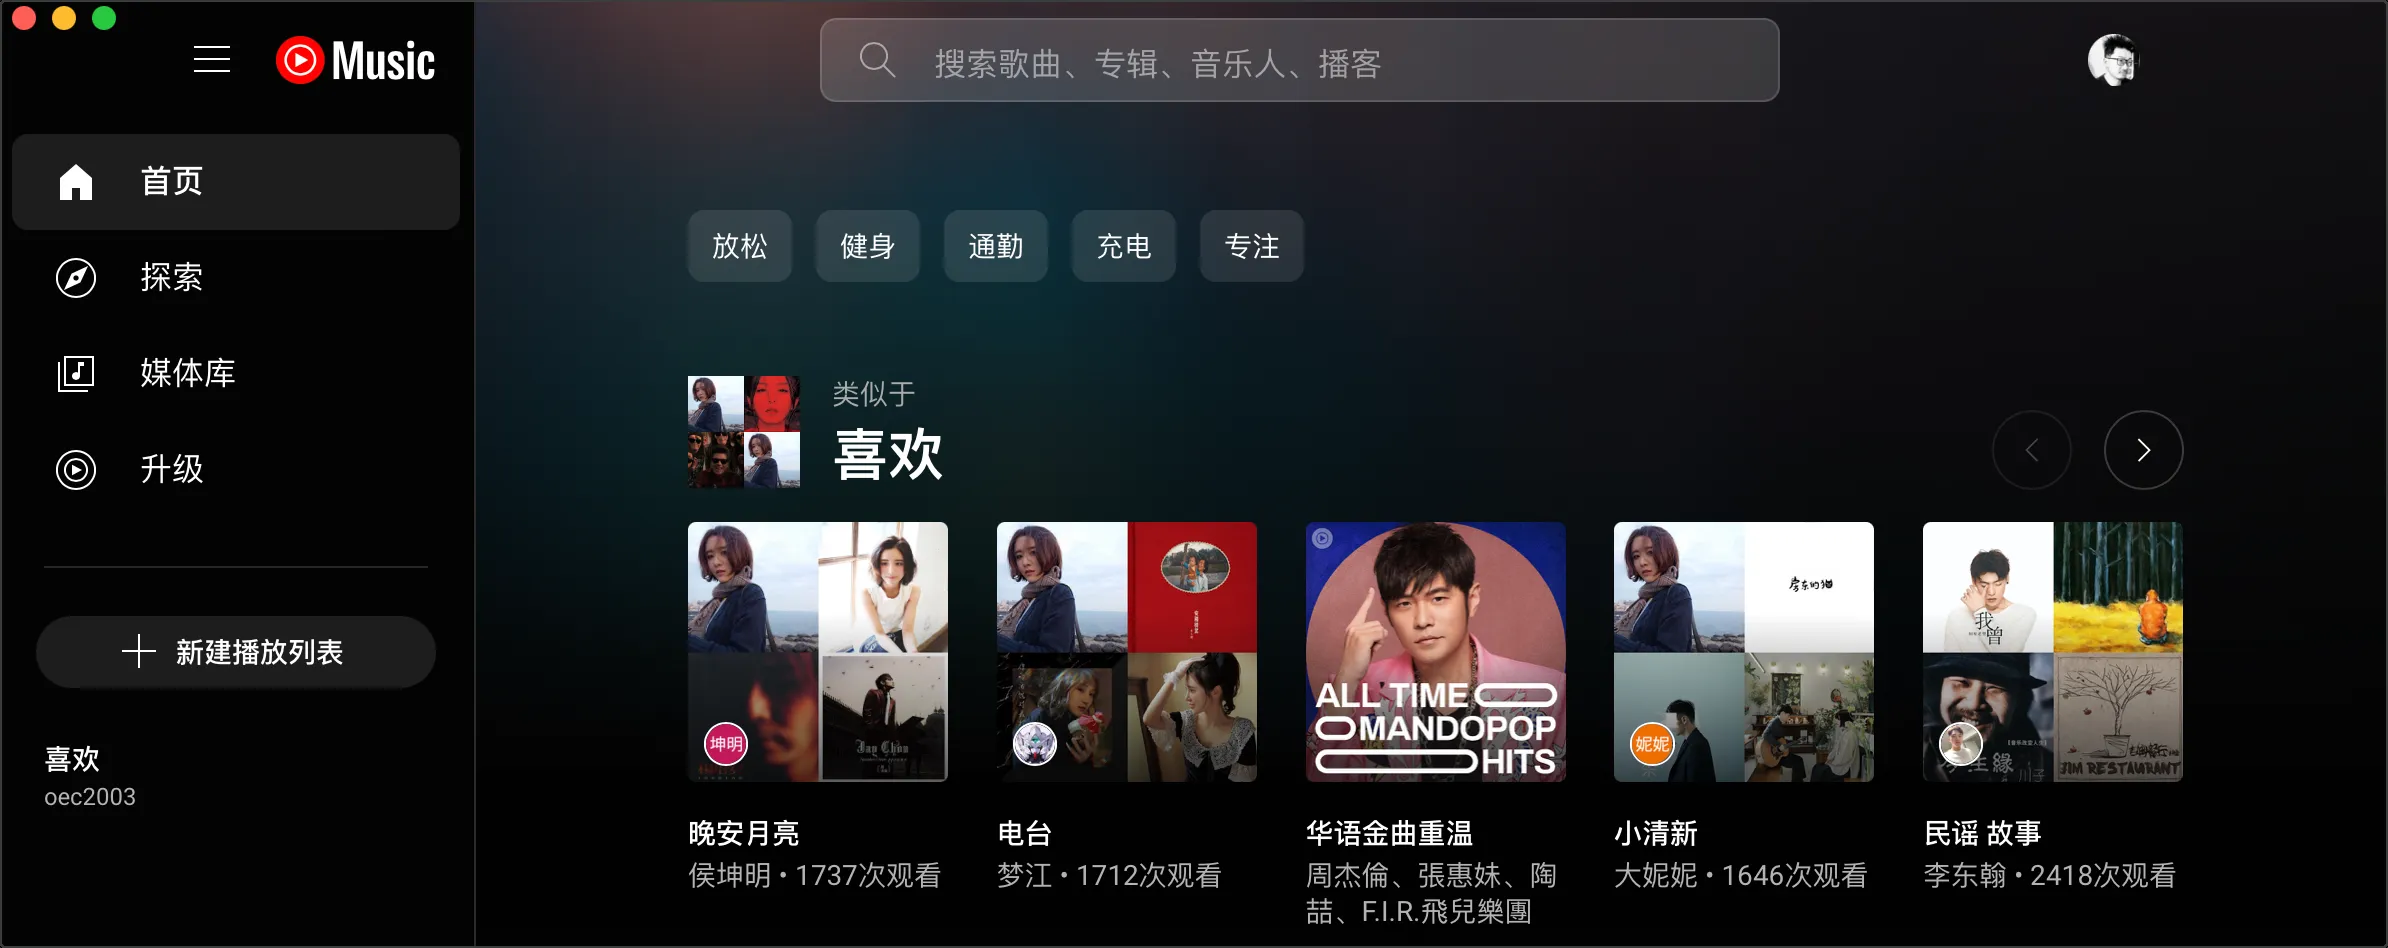 Music
搜索歌曲、专辑、音乐人、播客
首页
探索
媒体库
升级
新建播放列表
喜欢
oec2003
放松
健身
通勤
充电
专注
类似于
喜欢
坤明
Jay Chou
晚安月亮
侯坤明 • 1737次观看
电台
梦江 • 1712次观看
ALL TIME
MANDOPOP
HITS
华语金曲重温
周杰倫、張惠妹、陶
喆、F.I.R.飛兒樂團
房东的猫
妮妮
小清新
大妮妮 • 1646次观看
我曾
JIM RESTAURANT
民谣 故事
李东翰 • 2418次观看